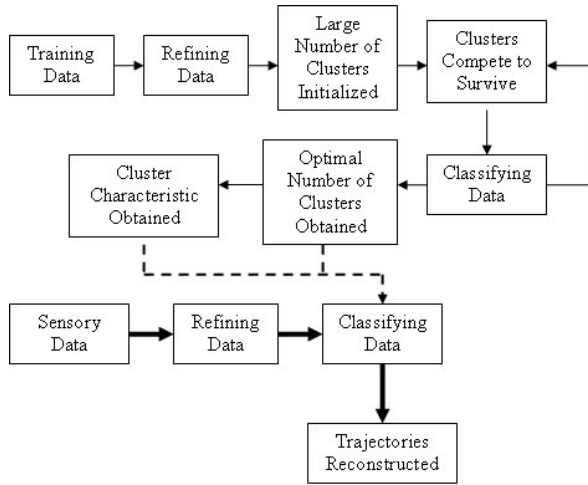 Training
Data
Refining
Data
Large
Number of
Clusters
Initialized
Clusters
Compete to
Survive
Cluster
Characteristic
Obtained
Optimal
Number of
Clusters
Obtained
Classifying
Data
Sensory
Data
Refining
Data
Classifying
Data
Trajectories
Reconstructed